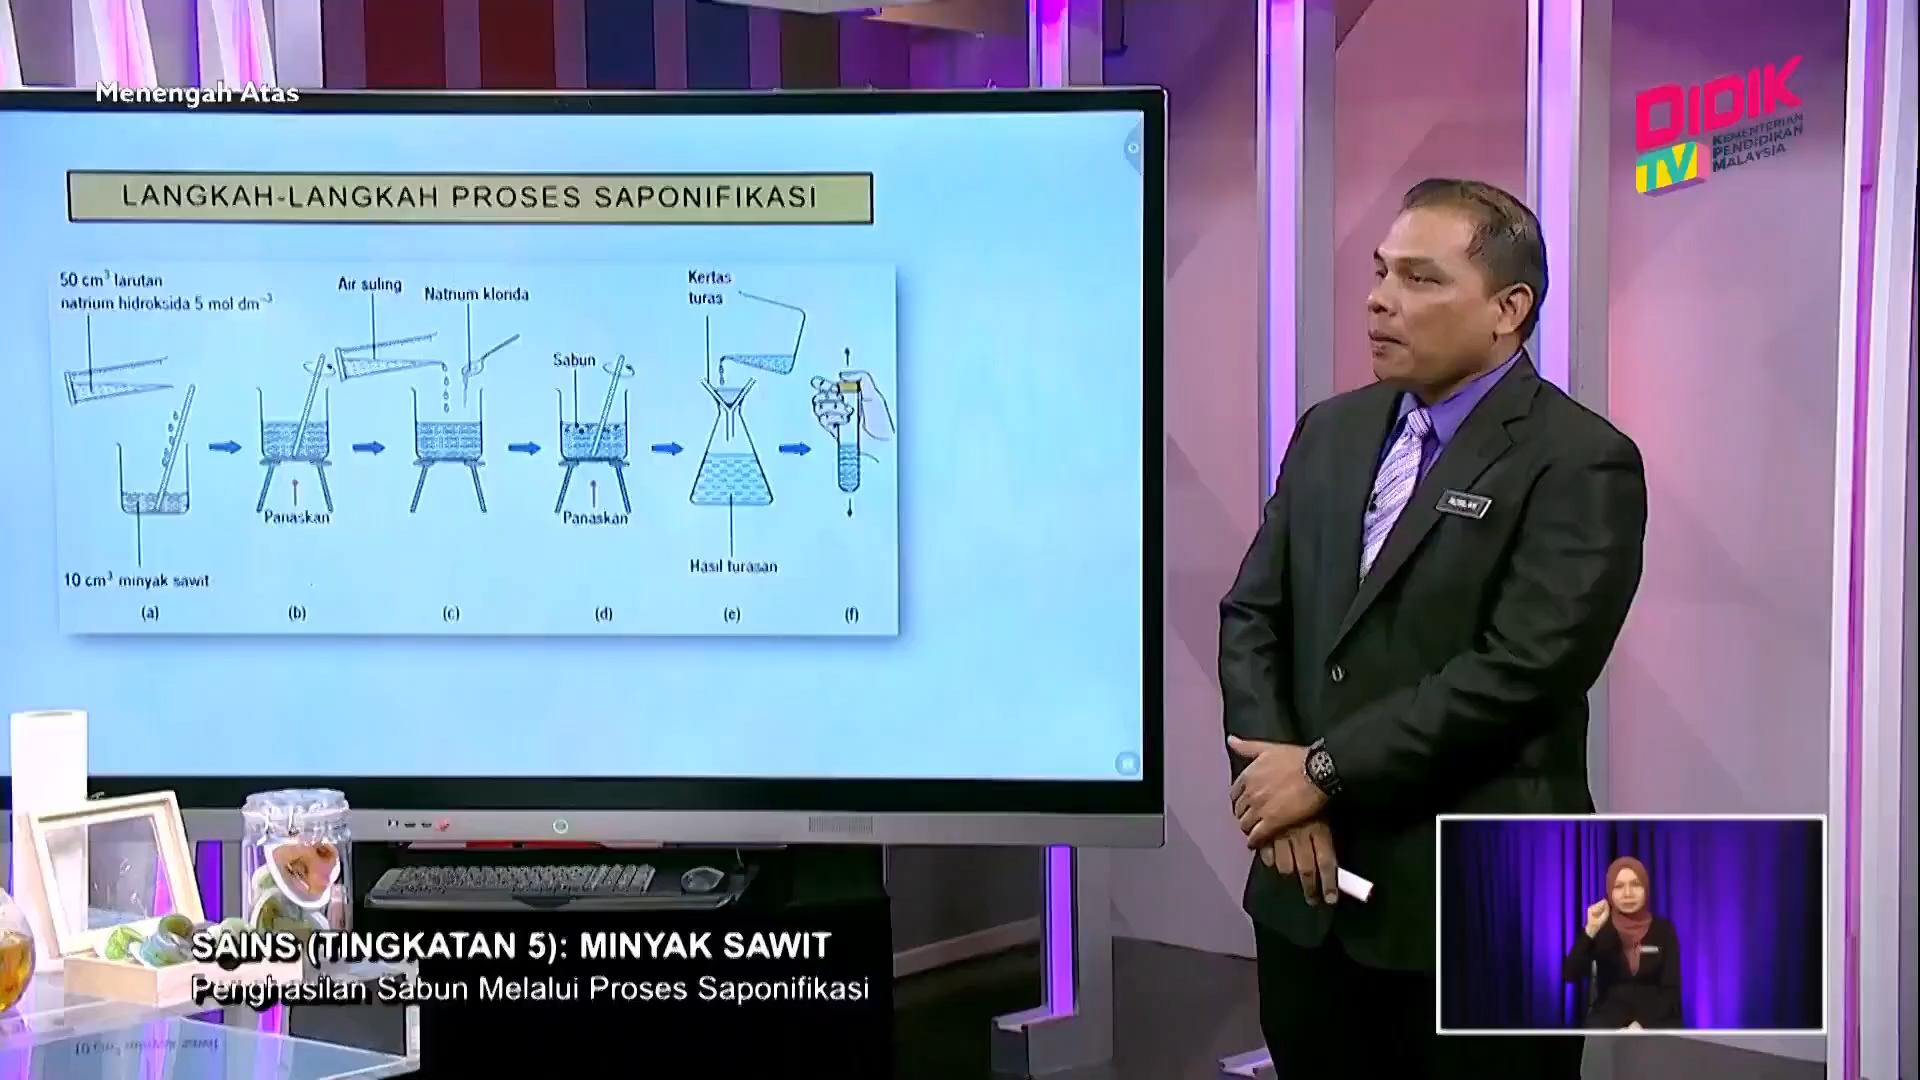 Menengah Atas
DIDIK
TV
KEMENTERIAN
PENDIDIKAN
MALAYSIA
LANGKAH-LANGKAH PROSES SAPONIFIKASI
50 cm³ larutan
natrium hidroksida 5 mol dm⁻³
Air suling
Natrium klorida
Kertas
turas
Sabun
Panaskan
Panaskan
Hasil turasan
10 cm³ minyak sawit
(a)
(b)
(c)
(d)
(e)
(f)
SAINS (TINGKATAN 5): MINYAK SAWIT
Penghasilan Sabun Melalui Proses Saponifikasi